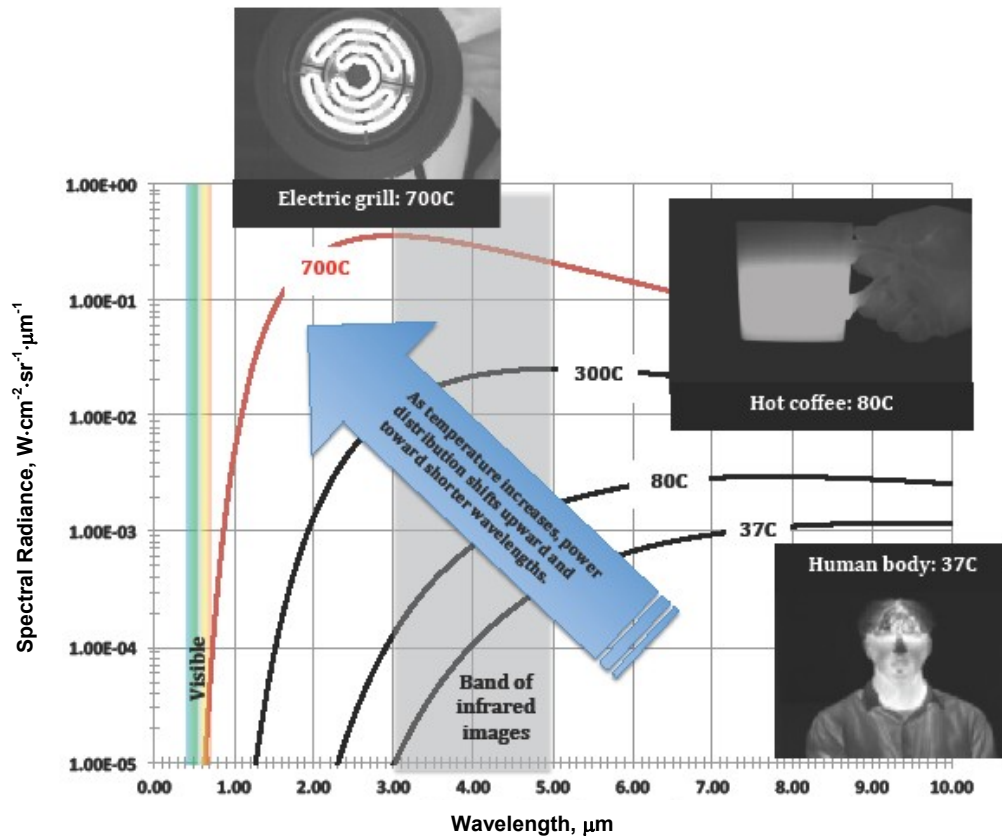 Electric grill: 700C
1.00E+00
1.00E-01
1.00E-02
1.00E-03
1.00E-04
1.00E-05
Spectral Radiance, W·cm⁻²·sr⁻¹·μm⁻¹
Visible
700C
300C
Hot coffee: 80C
As temperature increases, power
distribution shifts upward and
toward shorter wavelengths.
80C
37C
Human body: 37C
Band of
infrared
images
0.00 1.00 2.00 3.00 4.00 5.00 6.00 7.00 8.00 9.00 10.00
Wavelength, μm